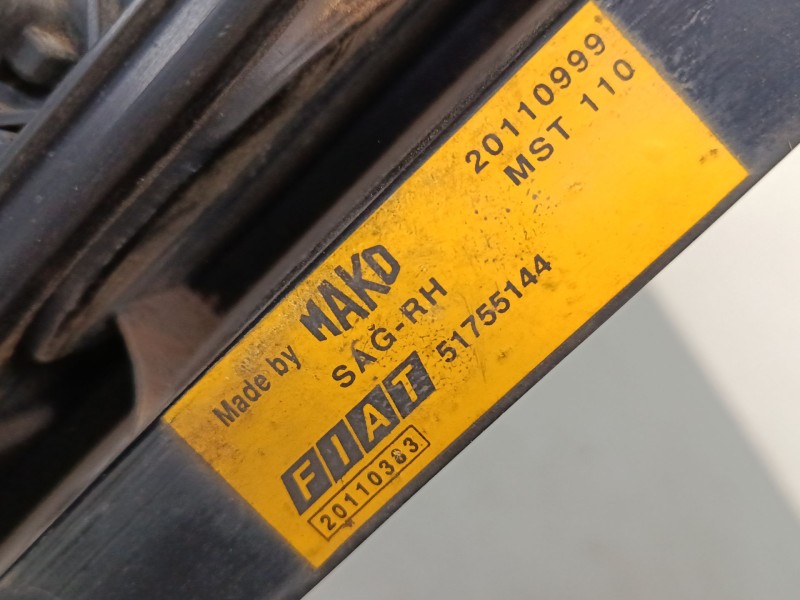 20110999
MST 110
Made by MAKO
SAĞ-RH
FIAT 51755144
20110383